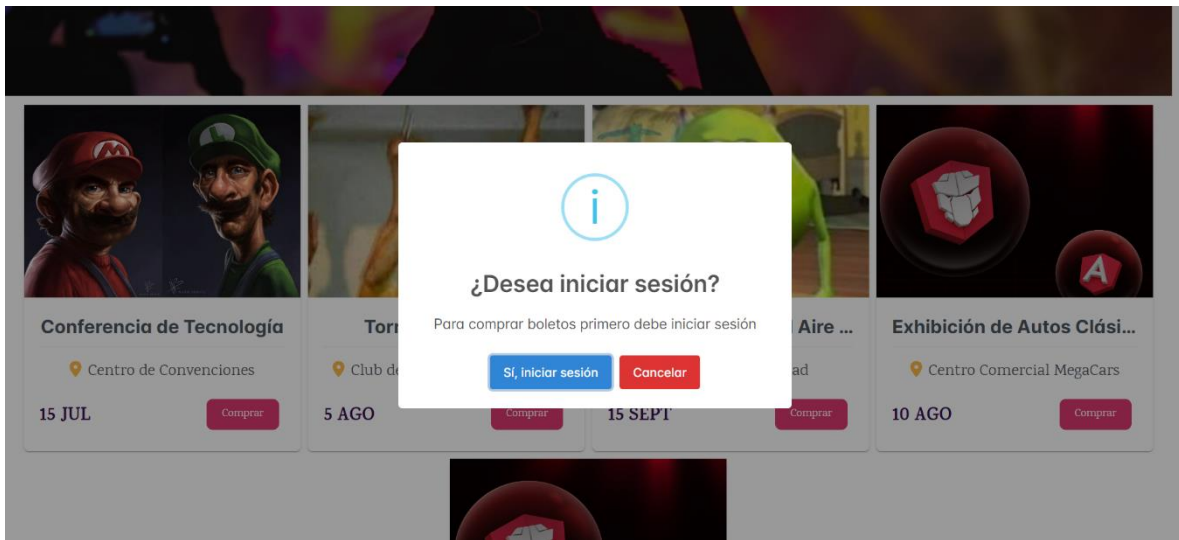 ¿Desea iniciar sesión?
Para comprar boletos primero debe iniciar sesión
Sí, iniciar sesión
Cancelar
Conferencia de Tecnología
Centro de Convenciones
15 JUL
Comprar
Torn
Club de
5 AGO
Comprar
Aire ...
ad
15 SEPT
Comprar
Exhibición de Autos Clási...
Centro Comercial MegaCars
10 AGO
Comprar
M
L
A